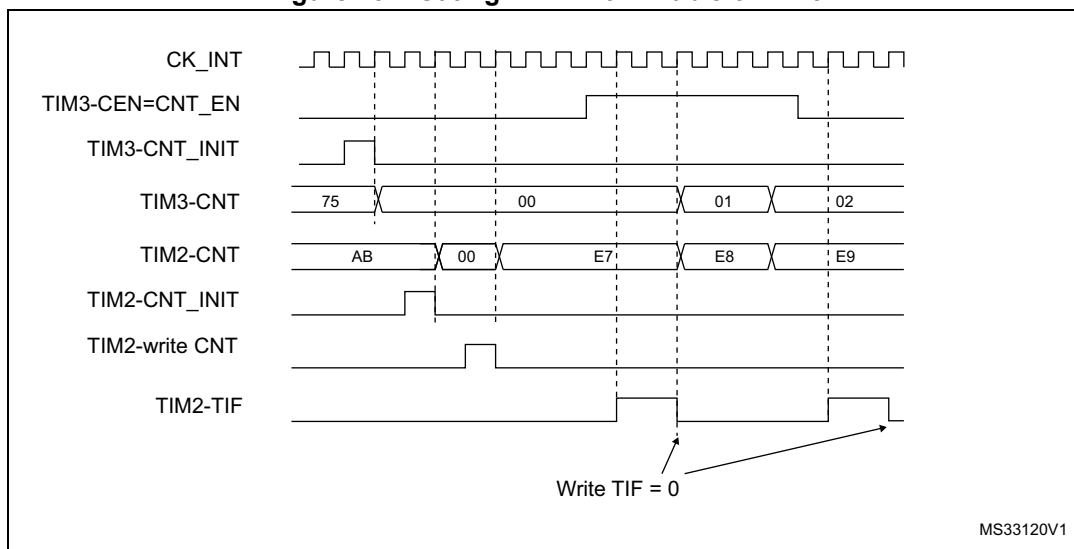 CK_INT
TIM3-CEN=CNT_EN
TIM3-CNT_INIT
TIM3-CNT 75 00 01 02
TIM2-CNT AB 00 E7 E8 E9
TIM2-CNT_INIT
TIM2-write CNT
TIM2-TIF
Write TIF = 0
MS33120V1